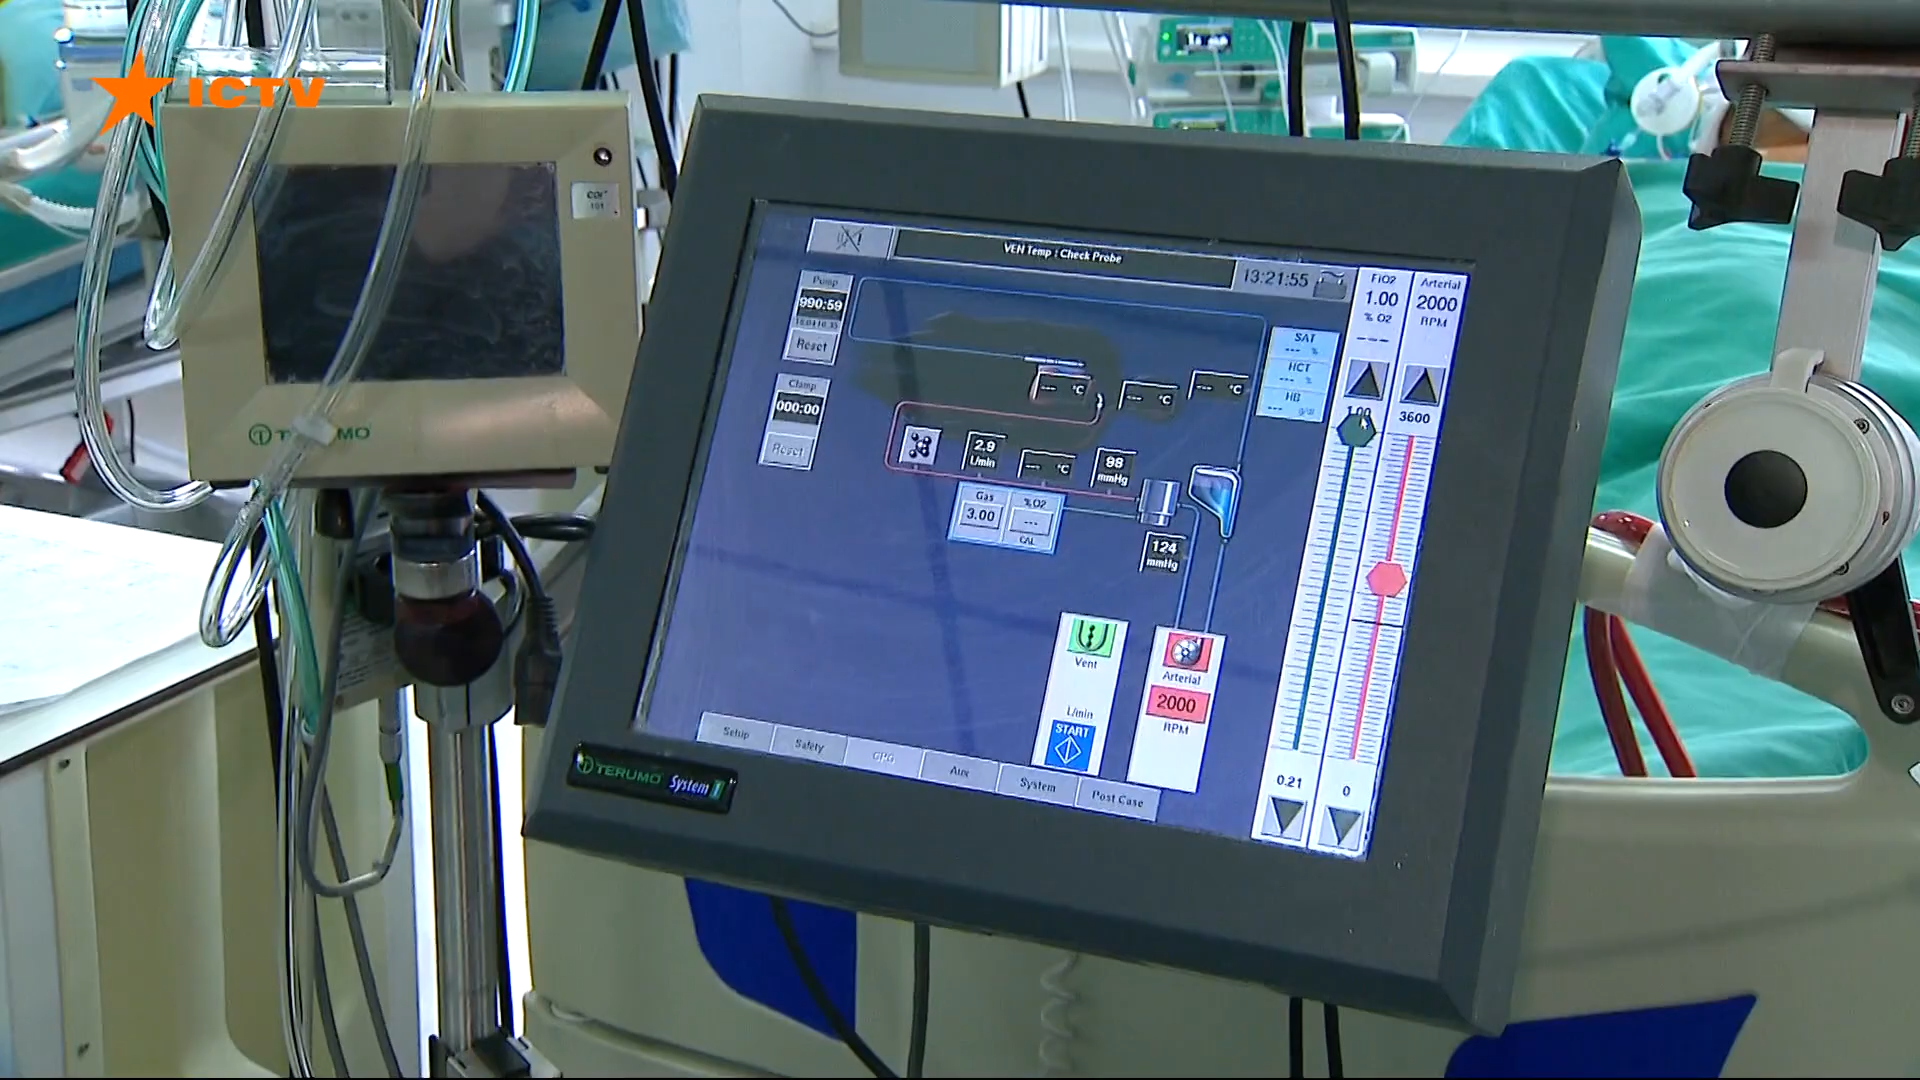 ICTV
TERUMO
VEN Temp : Check Probe
13:21:55
Pump
990:59
Reset
Clamp
000:00
Reset
--- °C
--- °C
--- °C
SAT
--- %
HCT
--- %
HB
---
2.9
L/min
--- °C
98
mmHg
Gas
3.00
% O2
---
CAL
124
mmHg
Vent
L/min
START
Arterial
2000
RPM
FiO2
1.00
% O2
---
1.00
0.21
Arterial
2000
RPM
3600
0
Setup
Safety
Aux
System
Post Case
TERUMO System 1